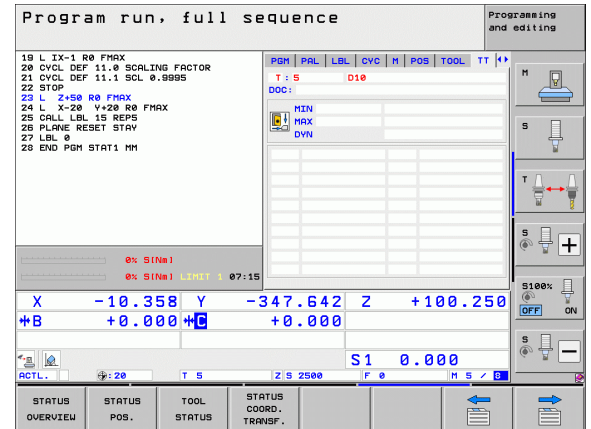 Program run, full sequence
Programming and editing
19 L IX-1 R0 FMAX
20 CYCL DEF 11.0 SCALING FACTOR
21 CYCL DEF 11.1 SCL 0.9995
22 STOP
23 L Z+50 R0 FMAX
24 L X-20 Y+20 R0 FMAX
25 CALL LBL 15 REP5
26 PLANE RESET STAY
27 LBL 0
28 END PGM STAT1 MM
PGM PAL LBL CYC M POS TOOL TT
T : 5 D10
DOC:
MIN
MAX
DYN
0% S[Nm]
0% S[Nm] LIMIT 1 07:15
X -10.358 Y -347.642 Z +100.250
B +0.000 C +0.000
S1 0.000
ACTL. : 20 T 5 Z S 2500 F 0 M 5 / 8
STATUS OVERVIEW
STATUS POS.
TOOL STATUS
STATUS COORD. TRANSF.
M
S
T
S
S100%
OFF ON
S